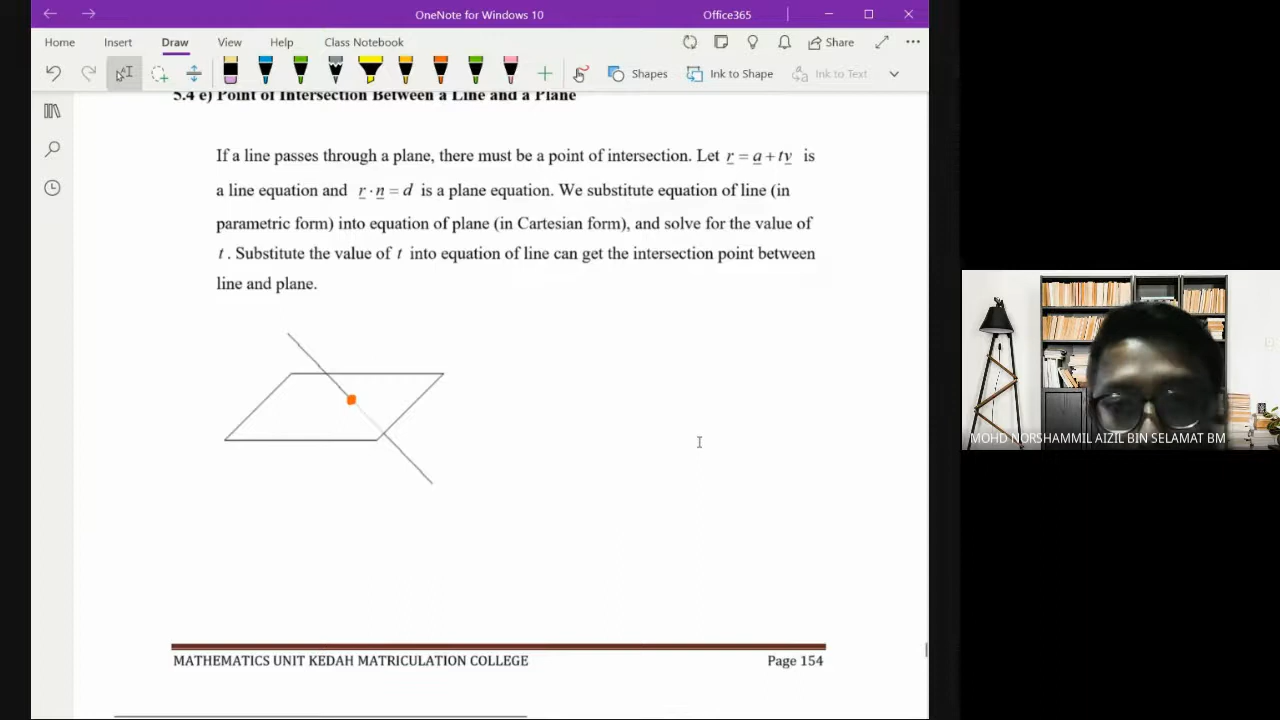 OneNote for Windows 10
Office365
Home Insert Draw View Help Class Notebook
Share
Shapes Ink to Shape Ink to Text
5.4 e) Point of Intersection Between a Line and a Plane
If a line passes through a plane, there must be a point of intersection. Let r = a + tv is
a line equation and r · n = d is a plane equation. We substitute equation of line (in
parametric form) into equation of plane (in Cartesian form), and solve for the value of
t. Substitute the value of t into equation of line can get the intersection point between
line and plane.
MOHD NORSHAMMIL AIZIL BIN SELAMAT BM
MATHEMATICS UNIT KEDAH MATRICULATION COLLEGE Page 154